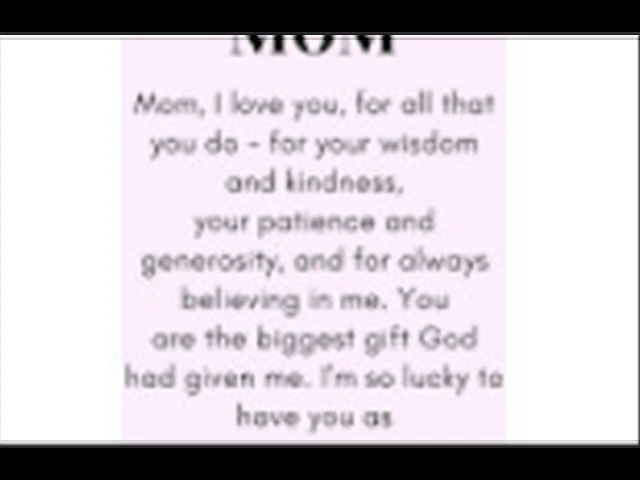 MOM
Mom, I love you, for all that
you do - for your wisdom
and kindness,
your patience and
generosity, and for always
believing in me. You
are the biggest gift God
had given me. I'm so lucky to
have you as